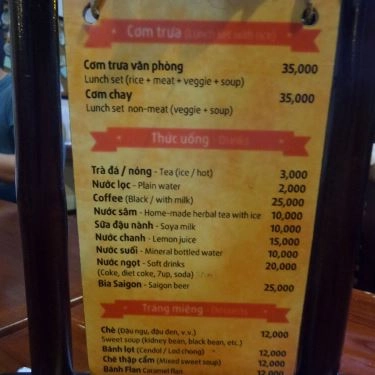 Cơm trưa (Lunch set with rice)
Cơm trưa văn phòng 35,000
Lunch set (rice + meat + veggie + soup)
Cơm chay 35,000
Lunch set non-meat (veggie + soup)
Thức uống - Drinks
Trà đá / nóng - Tea (ice / hot) 3,000
Nước lọc - Plain water 2,000
Coffee (Black / with milk) 25,000
Nước sâm - Home-made herbal tea with ice 10,000
Sữa đậu nành - Soya milk 10,000
Nước chanh - Lemon juice 15,000
Nước suối - Mineral bottled water 10,000
Nước ngọt - Soft drinks 20,000
(Coke, diet coke, 7up, soda)
Bia Saigon - Saigon beer 25,000
Tráng miệng - Desserts
Chè (Đậu ngự, đậu đen, v.v.) 12,000
Sweet soup (kidney bean, black bean, etc.)
Bánh lọt (Cendol / Lod chong) 12,000
Chè thập cẩm (Mixed sweet soup) 12,000
Bánh Flan Caramel flan 12,000